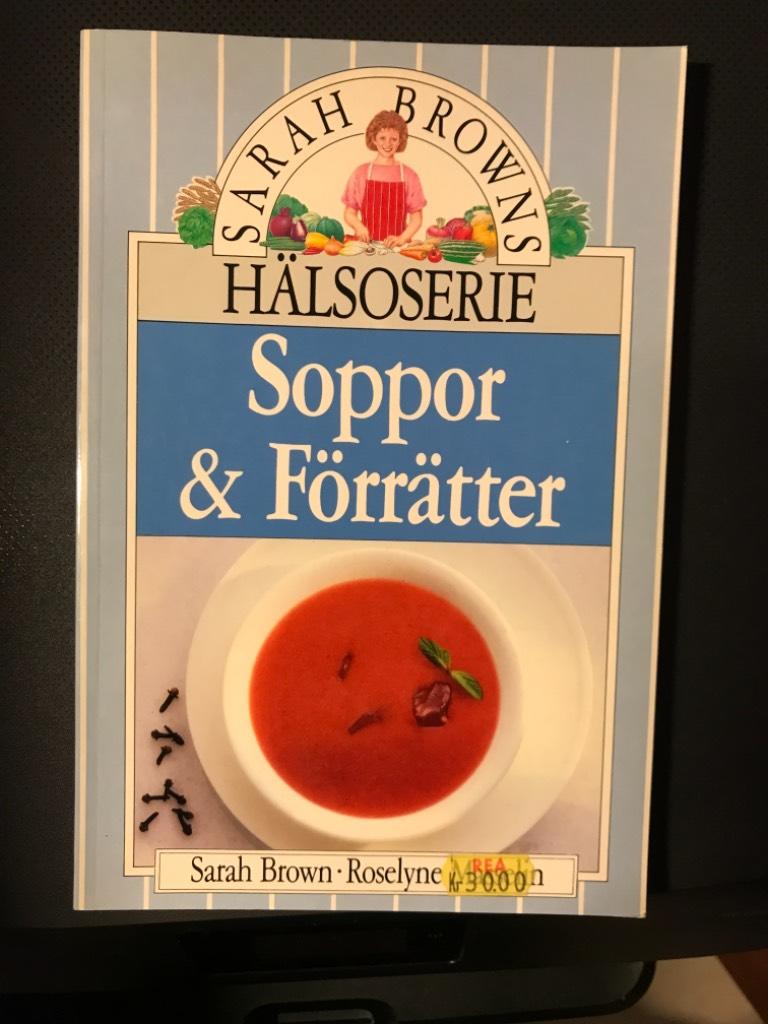 SARAH BROWNS
HÄLSOSERIE
Soppor
& Förrätter
Sarah Brown · Roselyne
REA
Kr 30.00